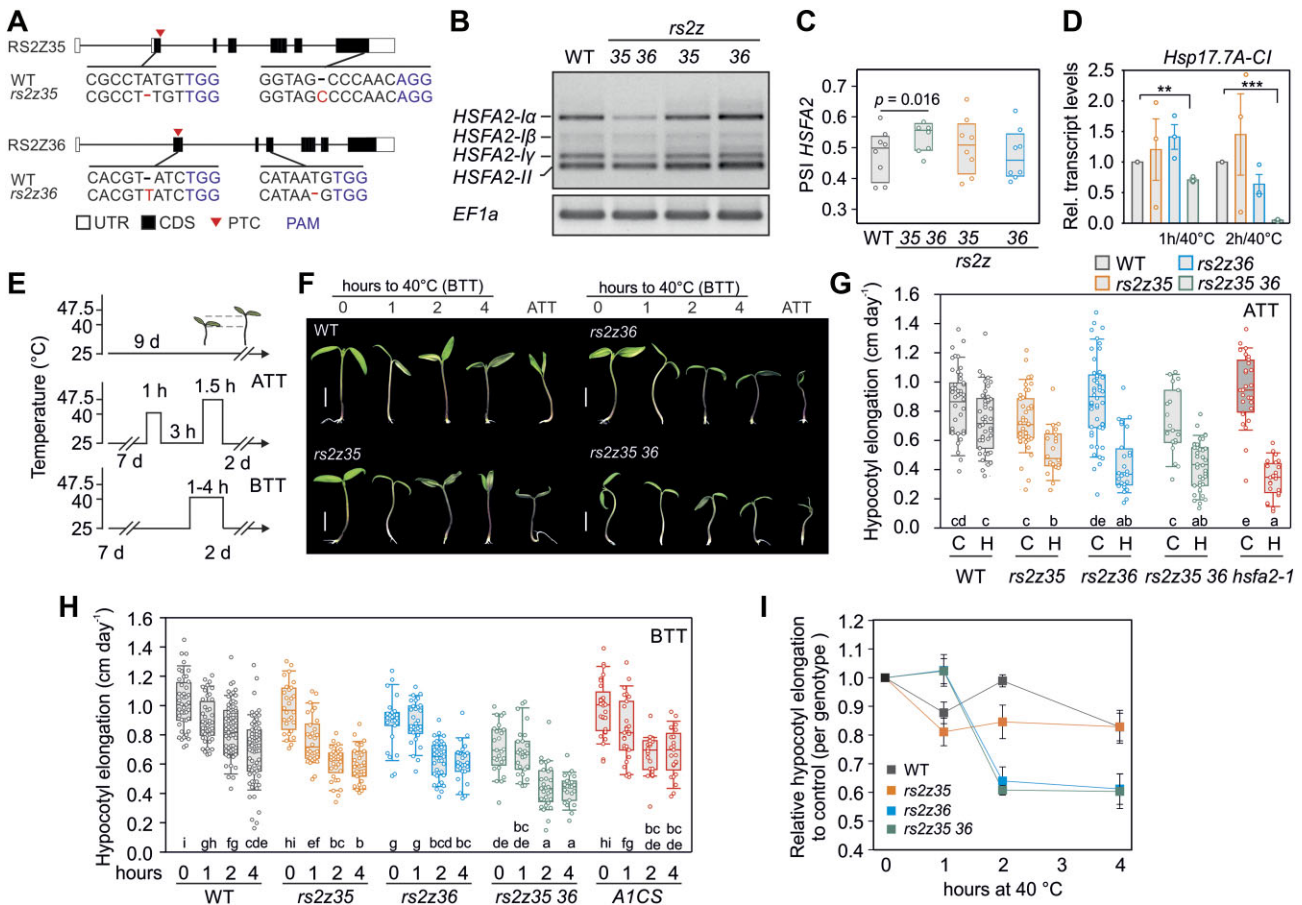 A
RS2Z35
WT CGCCTATGTTGG GGTAG-CCCCAACAGG
rs2z35 CGCCT-TGTTGG GGTAGCCCCAACAGG
RS2Z36
WT CACGT-ATCTGG CATAATGTGG
rs2z36 CACGTTATCTGG CATAA-GTGG
UTR CDS PTC PAM
B
rs2z
WT 35 36 35 36
HSFA2-Iα
HSFA2-Iβ
HSFA2-Iγ
HSFA2-II
EF1a
C
PSI HSFA2
0.6
0.5
0.4
0.3
p = 0.016
WT 35 36 35 36
rs2z
D
Hsp17.7A-CI
Rel. transcript levels
2.5
2.0
1.5
1.0
0.5
0.0
** ***
1h/40°C 2h/40°C
WT rs2z36
rs2z35 rs2z35 36
E
Temperature (°C)
47.5
40
25
9 d
ATT
47.5
40
25
1 h 1.5 h
3 h
7 d 2 d
BTT
47.5
40
25
1-4 h
7 d 2 d
F
hours to 40°C (BTT) hours to 40°C (BTT)
0 1 2 4 ATT 0 1 2 4 ATT
WT rs2z36
rs2z35 rs2z35 36
G
ATT
Hypocotyl elongation (cm day-1)
1.6
1.4
1.2
1.0
0.8
0.6
0.4
0.2
0.0
cd c c b de ab c ab e a
C H C H C H C H C H
WT rs2z35 rs2z36 rs2z35 36 hsfa2-1
H
BTT
Hypocotyl elongation (cm day-1)
1.6
1.4
1.2
1.0
0.8
0.6
0.4
0.2
0.0
i gh fg cde hi ef bc b g g bcd bc de bc de a a hi fg bc de bc de
hours 0 1 2 4 0 1 2 4 0 1 2 4 0 1 2 4 0 1 2 4
WT rs2z35 rs2z36 rs2z35 36 A1CS
I
Relative hypocotyl elongation
to control (per genotype )
1.2
1.0
0.9
0.8
0.7
0.6
0.4
WT
rs2z35
rs2z36
rs2z35 36
0 1 2 4
hours at 40 °C